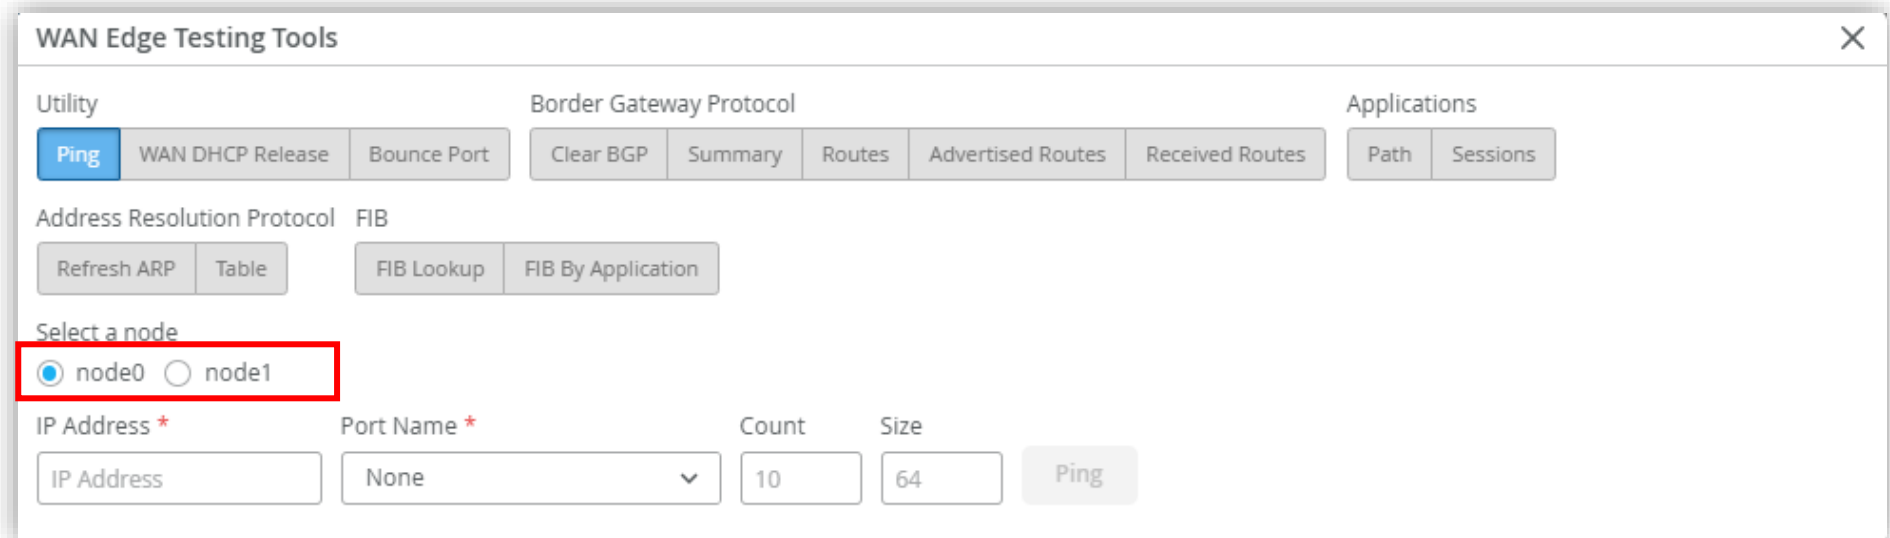 WAN Edge Testing Tools
Utility Border Gateway Protocol Applications
Ping WAN DHCP Release Bounce Port Clear BGP Summary Routes Advertised Routes Received Routes Path Sessions
Address Resolution Protocol FIB
Refresh ARP Table FIB Lookup FIB By Application
Select a node
node0 node1
IP Address * Port Name * Count Size
IP Address None 10 64 Ping